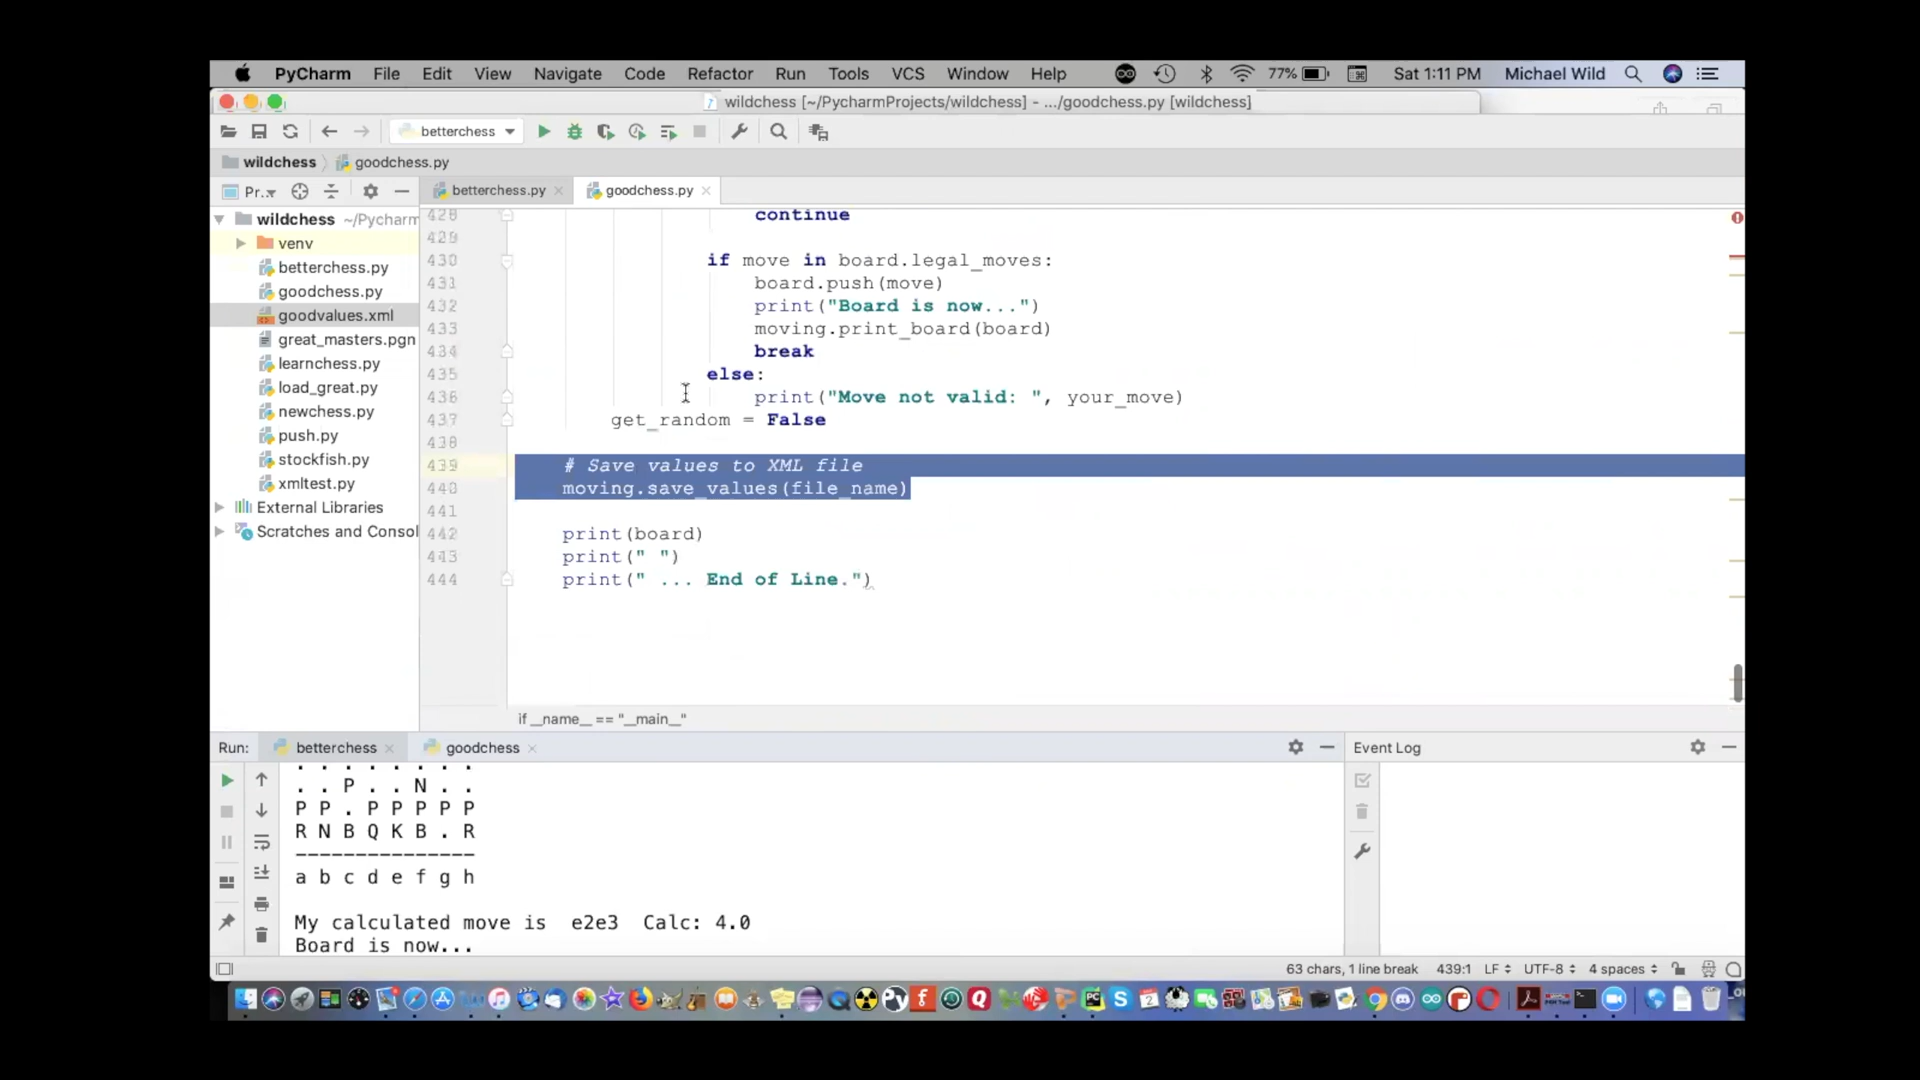 PyCharm File Edit View Navigate Code Refactor Run Tools VCS Window Help 77% Sat 1:11 PM Michael Wild
wildchess [~/PycharmProjects/wildchess] - .../goodchess.py [wildchess]
betterchess
wildchess goodchess.py
Pr.. betterchess.py goodchess.py
wildchess ~/Pycharm
venv
betterchess.py
goodchess.py
goodvalues.xml
great_masters.pgn
learnchess.py
load_great.py
newchess.py
push.py
stockfish.py
xmltest.py
External Libraries
Scratches and Consol
428 continue
429
430 if move in board.legal_moves:
431 board.push(move)
432 print("Board is now...")
433 moving.print_board(board)
434 break
435 else:
436 print("Move not valid: ", your_move)
437 get_random = False
438
439 # Save values to XML file
440 moving.save_values(file_name)
441
442 print(board)
443 print(" ")
444 print(" ... End of Line.")
if __name__ == "__main__"
Run: betterchess goodchess Event Log
. . . . . . . .
. . P . . N . .
P P . P P P P P
R N B Q K B . R
---------------
a b c d e f g h
My calculated move is e2e3 Calc: 4.0
Board is now...
63 chars, 1 line break 439:1 LF UTF-8 4 spaces